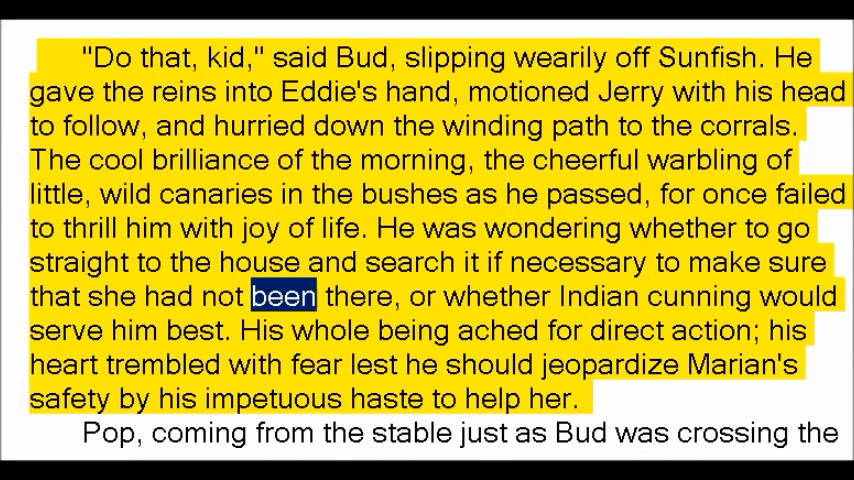 "Do that, kid," said Bud, slipping wearily off Sunfish. He
gave the reins into Eddie's hand, motioned Jerry with his head
to follow, and hurried down the winding path to the corrals.
The cool brilliance of the morning, the cheerful warbling of
little, wild canaries in the bushes as he passed, for once failed
to thrill him with joy of life. He was wondering whether to go
straight to the house and search it if necessary to make sure
that she had not been there, or whether Indian cunning would
serve him best. His whole being ached for direct action; his
heart trembled with fear lest he should jeopardize Marian's
safety by his impetuous haste to help her.
Pop, coming from the stable just as Bud was crossing the